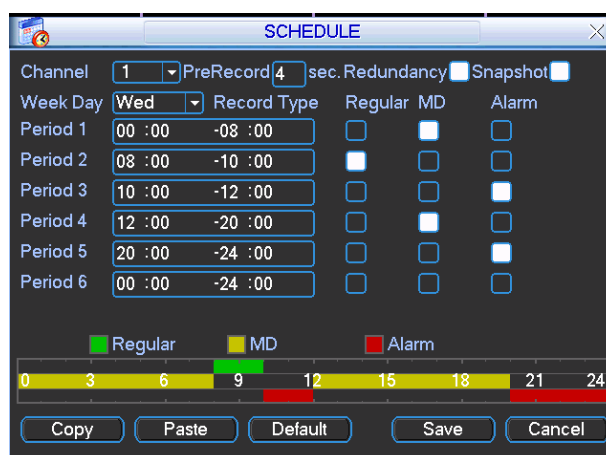 SCHEDULE
Channel 1 PreRecord 4 sec. Redundancy Snapshot
Week Day Wed Record Type Regular MD Alarm
Period 1 00 :00 -08 :00
Period 2 08 :00 -10 :00
Period 3 10 :00 -12 :00
Period 4 12 :00 -20 :00
Period 5 20 :00 -24 :00
Period 6 00 :00 -24 :00
Regular MD Alarm
0 3 6 9 12 15 18 21 24
Copy Paste Default Save Cancel